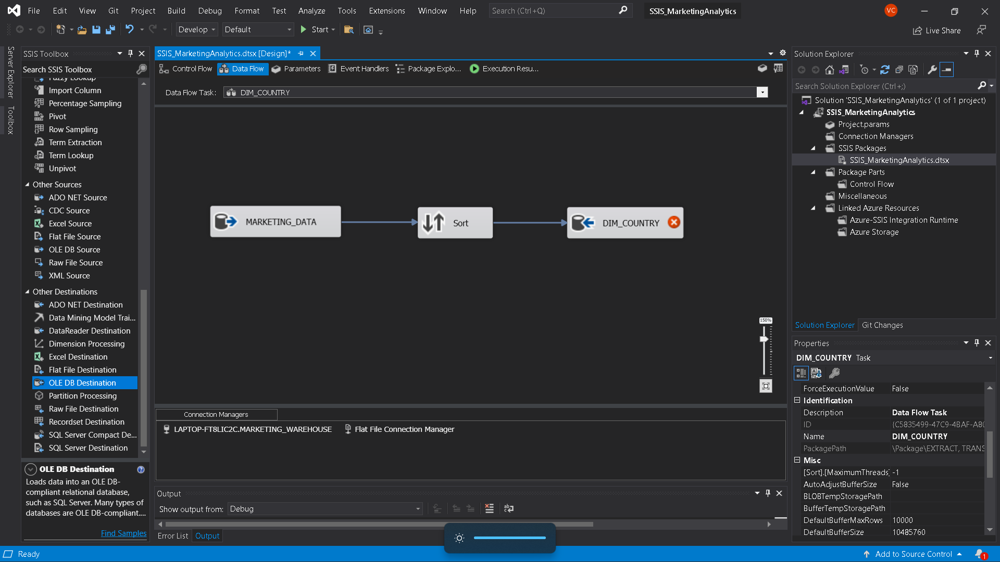 File Edit View Git Project Build Debug Format Test Analyze Tools Extensions Window Help Search (Ctrl+Q) SSIS_MarketingAnalytics VC
Develop Default Start Live Share
Server Explorer
Toolbox
SSIS Toolbox
Search SSIS Toolbox
Fuzzy Lookup
Import Column
Percentage Sampling
Pivot
Row Sampling
Term Extraction
Term Lookup
Unpivot
Other Sources
ADO NET Source
CDC Source
Excel Source
Flat File Source
OLE DB Source
Raw File Source
XML Source
Other Destinations
ADO NET Destination
Data Mining Model Trai...
DataReader Destination
Dimension Processing
Excel Destination
Flat File Destination
OLE DB Destination
Partition Processing
Raw File Destination
Recordset Destination
SQL Server Compact De...
SQL Server Destination
OLE DB Destination
Loads data into an OLE DB-
compliant relational database,
such as SQL Server. Many types of
databases are OLE DB-compliant....
Find Samples
SSIS_MarketingAnalytics.dtsx [Design]*
Control Flow Data Flow Parameters Event Handlers Package Explo... Execution Resu...
Data Flow Task: DIM_COUNTRY
MARKETING_DATA
Sort
DIM_COUNTRY
150%
Connection Managers
LAPTOP-FT8LIC2C.MARKETING_WAREHOUSE Flat File Connection Manager
Output
Show output from: Debug
Error List Output
Solution Explorer
Search Solution Explorer (Ctrl+;)
Solution 'SSIS_MarketingAnalytics' (1 of 1 project)
SSIS_MarketingAnalytics
Project.params
Connection Managers
SSIS Packages
SSIS_MarketingAnalytics.dtsx
Package Parts
Control Flow
Miscellaneous
Linked Azure Resources
Azure-SSIS Integration Runtime
Azure Storage
Solution Explorer Git Changes
Properties
DIM_COUNTRY Task
ForceExecutionValue False
Identification
Description Data Flow Task
ID {C5835499-47C9-4BAF-A80
Name DIM_COUNTRY
PackagePath \Package\EXTRACT, TRANS
Misc
[Sort].[MaximumThreads] -1
AutoAdjustBufferSize False
BLOBTempStoragePath
BufferTempStoragePath
DefaultBufferMaxRows 10000
DefaultBufferSize 10485760
Ready Add to Source Control 1